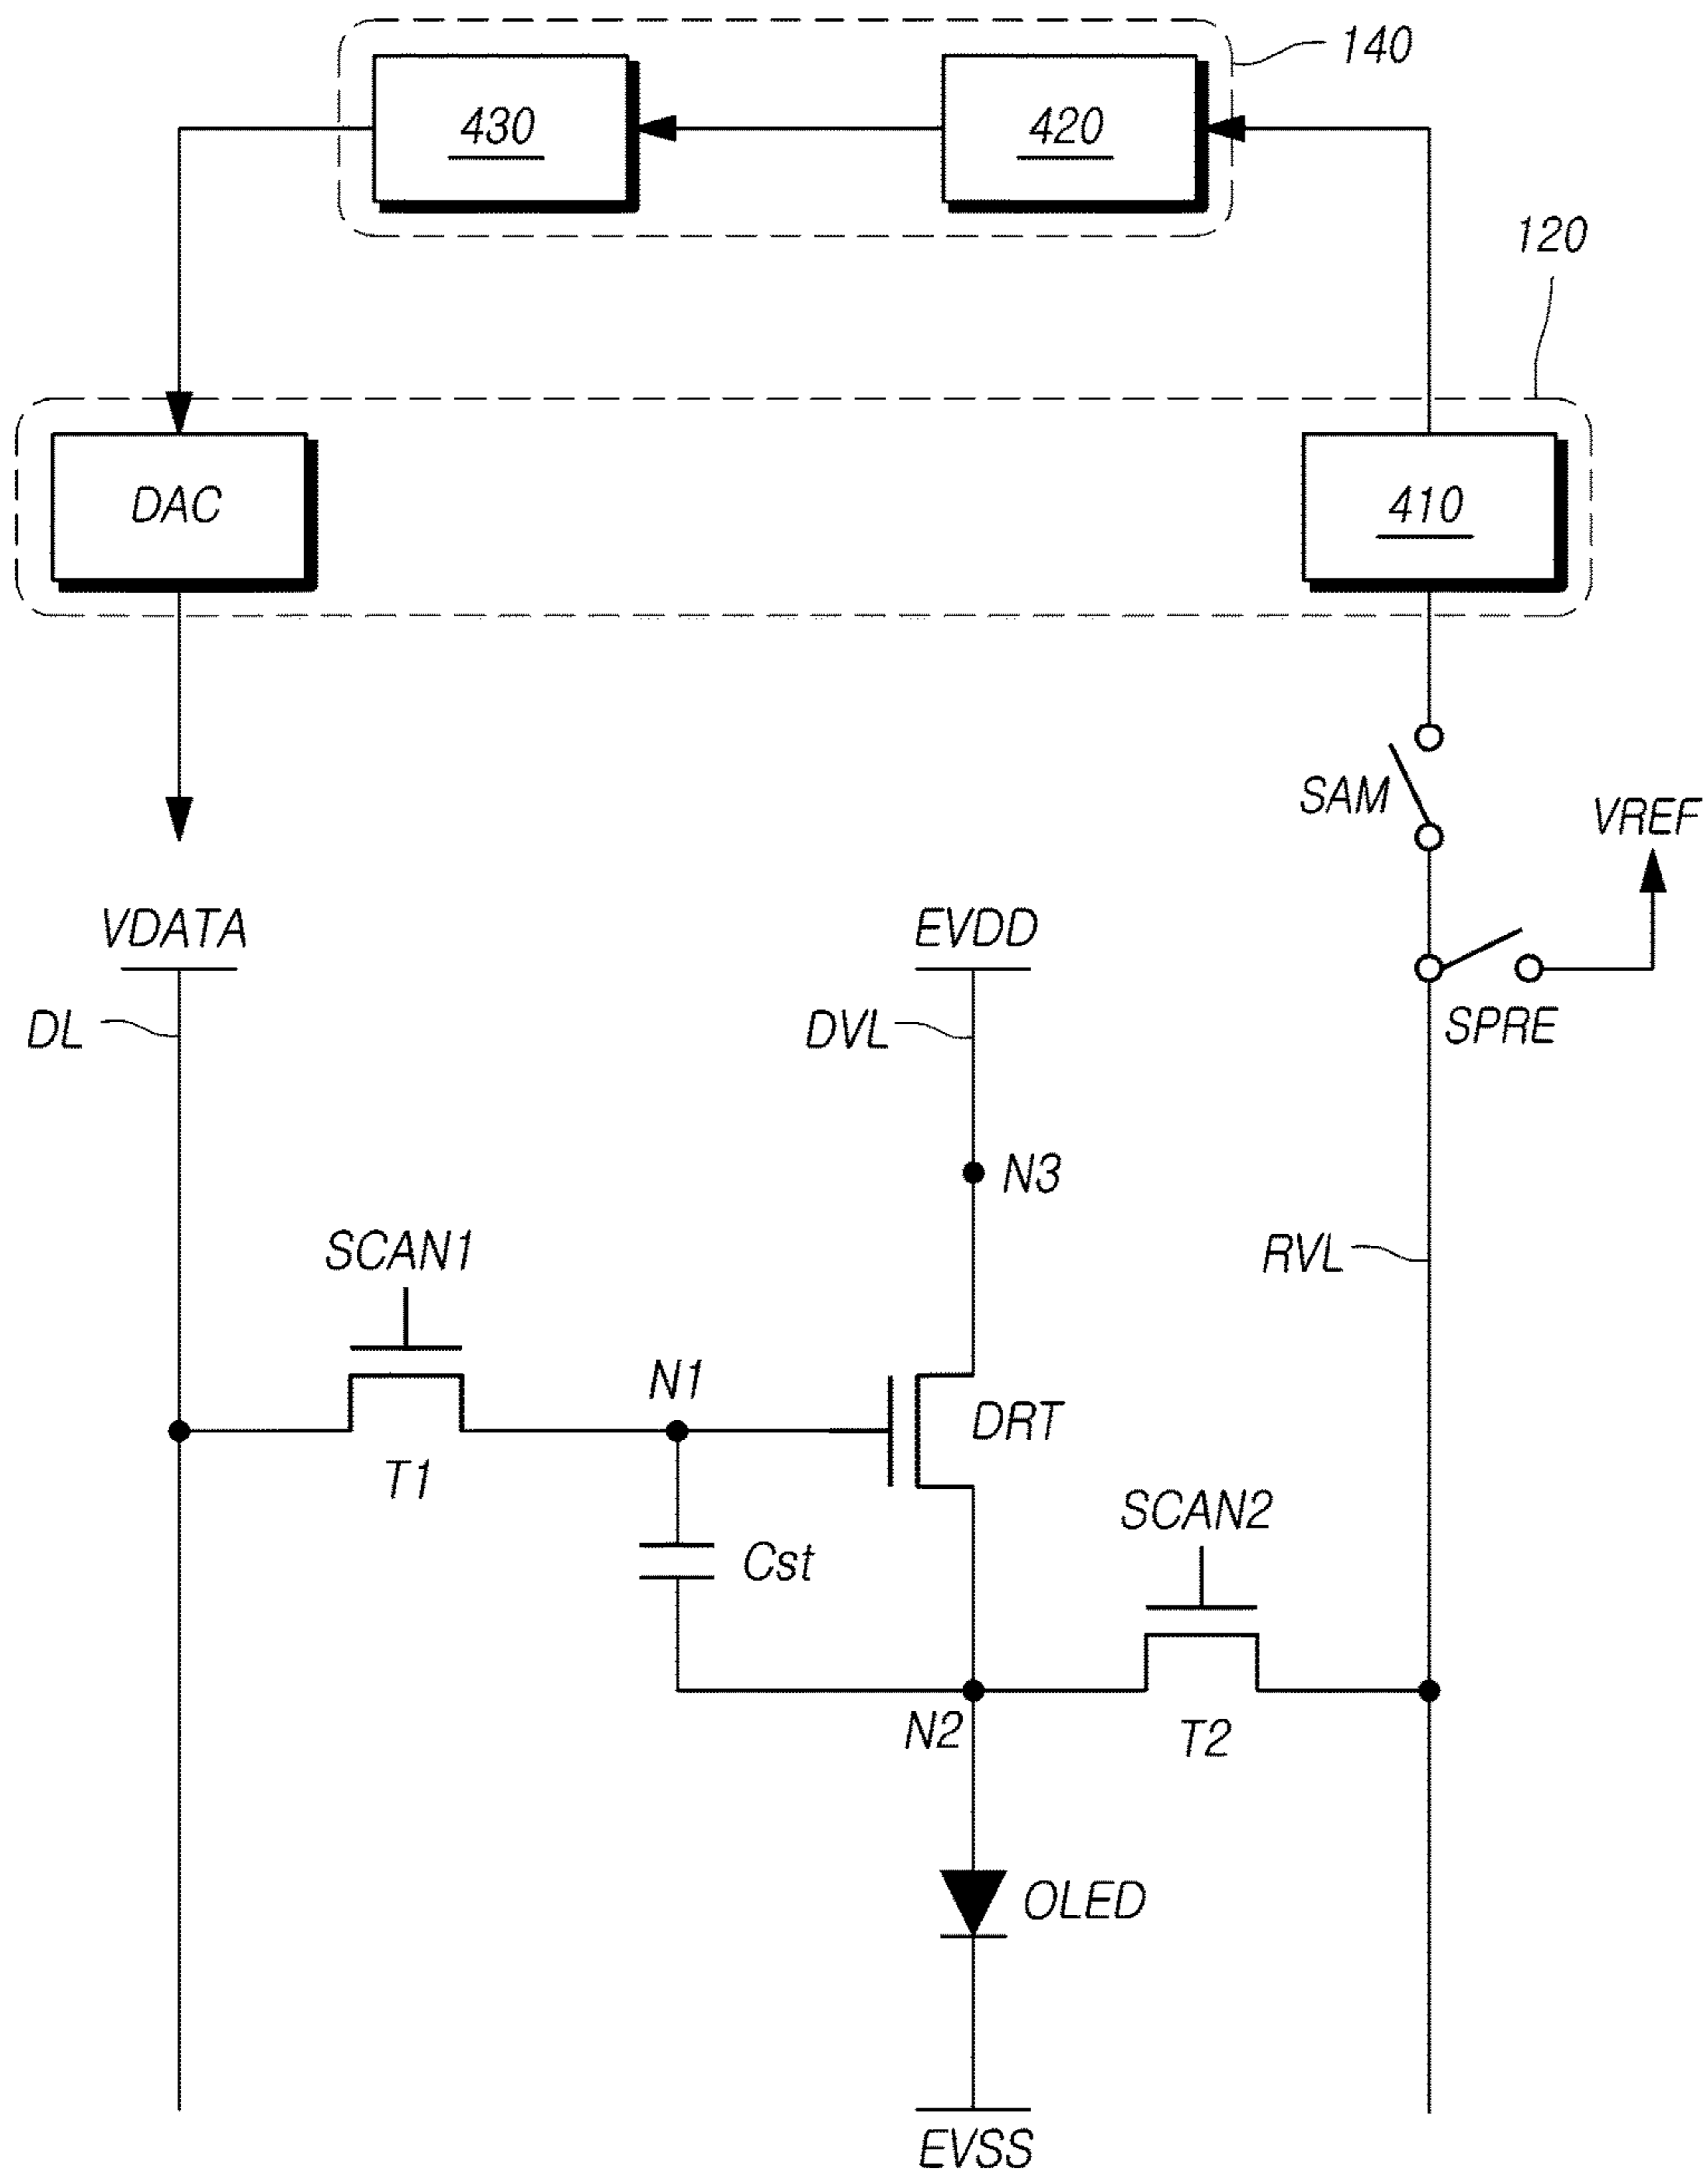 140
430
420
120
DAC
410
SAM
VREF
VDATA
EVDD
DL
DVL
SPRE
N3
SCAN1
RVL
N1
DRT
T1
SCAN2
Cst
N2
T2
OLED
EVSS